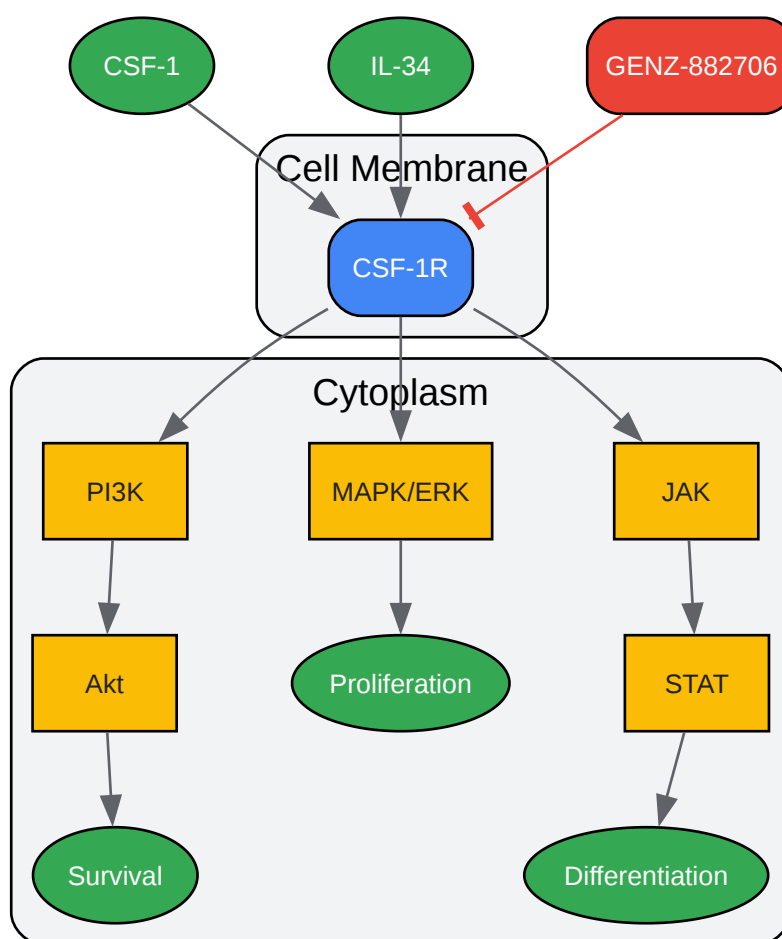 CSF-1
IL-34
GENZ-882706
Cell Membrane
CSF-1R
Cytoplasm
PI3K
MAPK/ERK
JAK
Akt
Proliferation
STAT
Survival
Differentiation